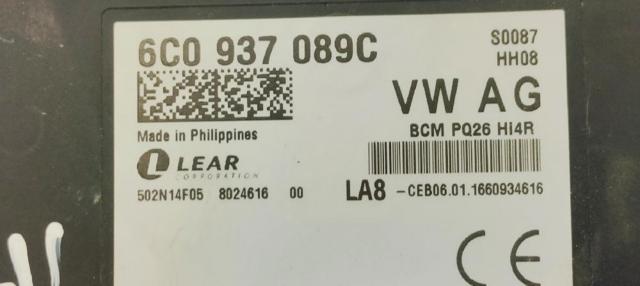 6C0 937 089C
S0087
HH08
VW AG
BCM PQ26 HI4R
Made in Philippines
LEAR
CORPORATION
502N14F05 8024616 00
LA8 -CEB06.01.1660934616
CE